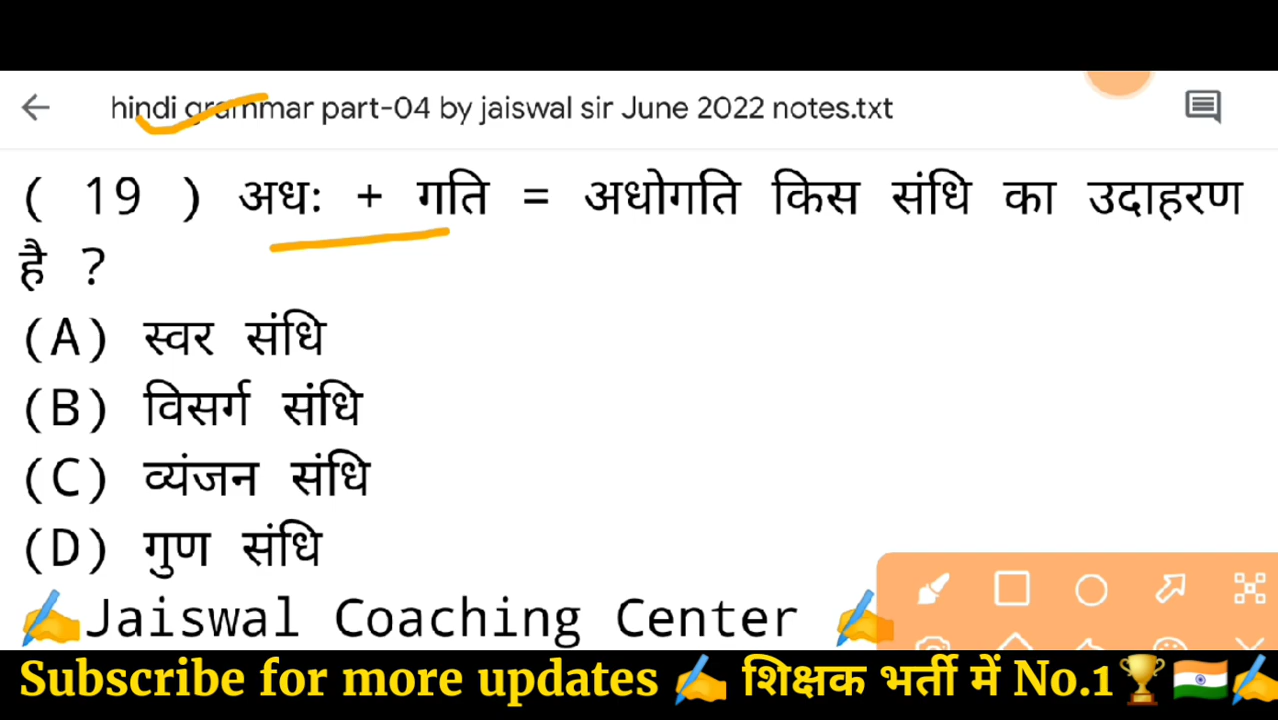 hindi grammar part-04 by jaiswal sir June 2022 notes.txt
( 19 ) अधः + गति = अधोगति किस संधि का उदाहरण
है ?
(A) स्वर संधि
(B) विसर्ग संधि
(C) व्यंजन संधि
(D) गुण संधि
✍Jaiswal Coaching Center ✍
Subscribe for more updates ✍ शिक्षक भर्ती में No.1🏆🇮🇳✍